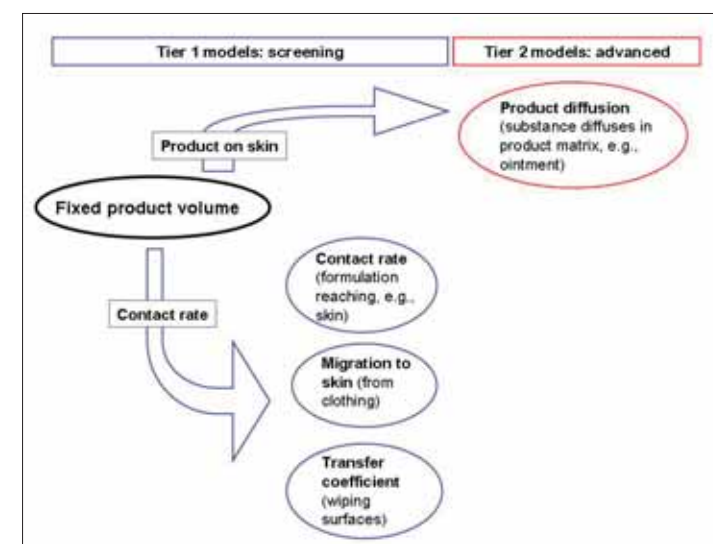 Tier 1 models: screening
Tier 2 models: advanced
Product diffusion
(substance diffuses in
product matrix, e.g.,
ointment)
Product on skin
Fixed product volume
Contact rate
(formulation
reaching, e.g.,
skin)
Contact rate
Migration to
skin (from
clothing)
Transfer
coefficient
(wiping
surfaces)